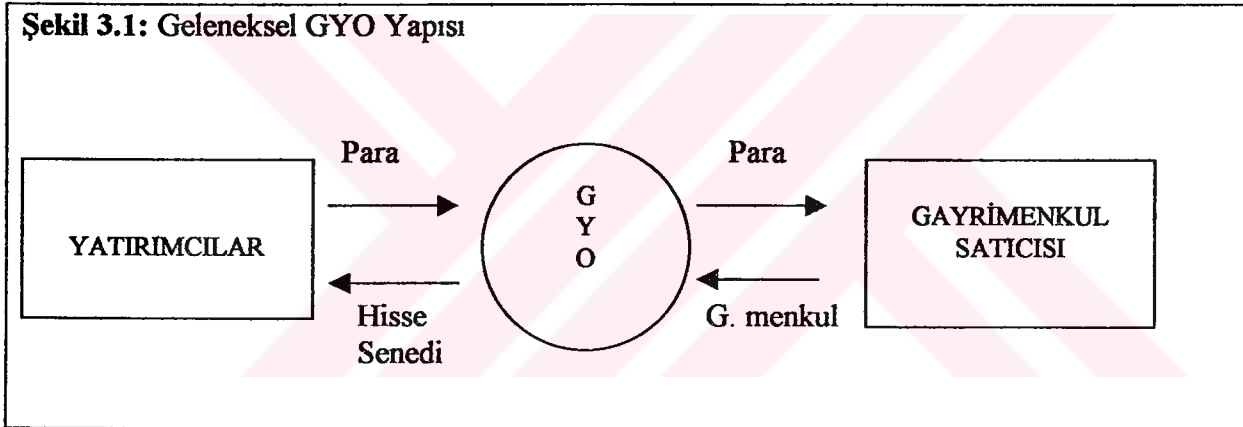 Şekil 3.1: Geleneksel GYO Yapısı
Para
Para
YATIRIMCILAR
G
Y
O
GAYRİMENKUL
SATICISI
Hisse
Senedi
G. menkul